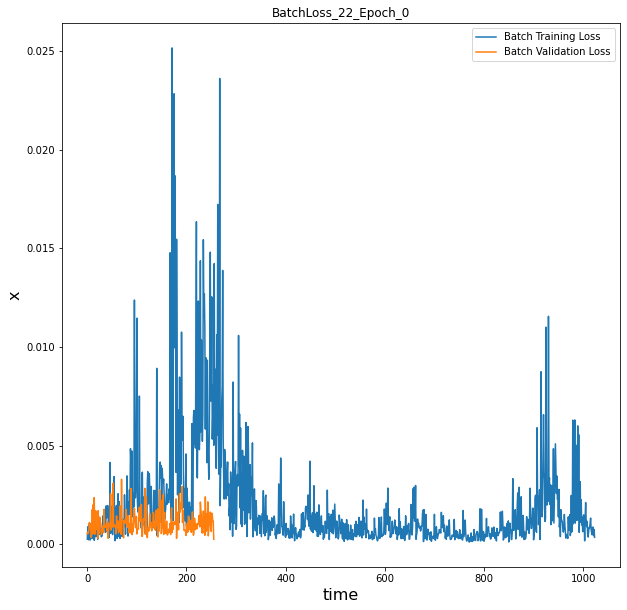 BatchLoss_22_Epoch_0
Batch Training Loss
Batch Validation Loss
0.025
0.020
0.015
0.010
0.005
0.000
x
0 200 400 600 800 1000
time